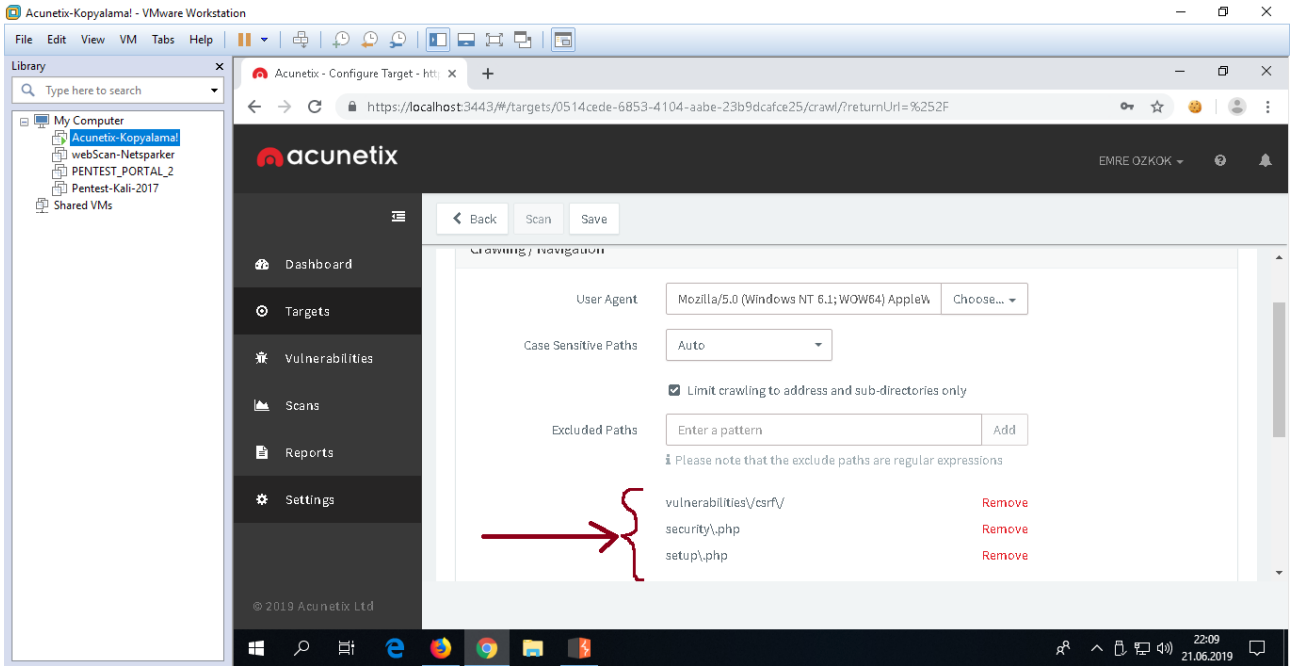 Acunetix-Kopyalama! - VMware Workstation
File Edit View VM Tabs Help
Library
Type here to search
My Computer
Acunetix-Kopyalama!
webScan-Netsparker
PENTEST_PORTAL_2
Pentest-Kali-2017
Shared VMs
Acunetix - Configure Target - htt
https://localhost:3443/#/targets/0514cede-6853-4104-aabe-23b9dcafce25/crawl/?returnUrl=%252F
acunetix
EMRE OZKOK
Dashboard
Targets
Vulnerabilities
Scans
Reports
Settings
© 2019 Acunetix Ltd
Back Scan Save
Crawling / Navigation
User Agent Mozilla/5.0 (Windows NT 6.1; WOW64) AppleW Choose...
Case Sensitive Paths Auto
Limit crawling to address and sub-directories only
Excluded Paths Enter a pattern Add
Please note that the exclude paths are regular expressions
vulnerabilities\/csrf\/ Remove
security\.php Remove
setup\.php Remove
22:09
21.06.2019